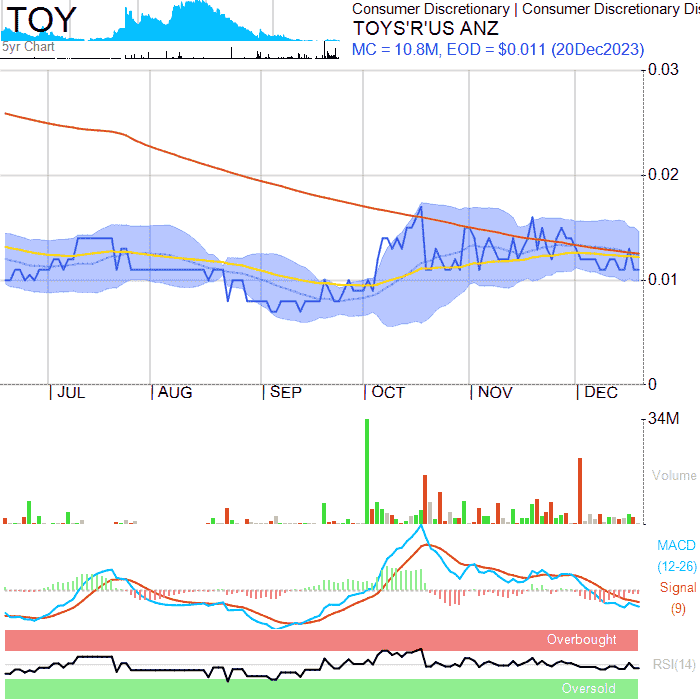 TOY
5yr Chart
Consumer Discretionary | Consumer Discretionary Dis
TOYS'R'US ANZ
MC = 10.8M, EOD = $0.011 (20Dec2023)
0.03
0.02
0.01
0
JUL AUG SEP OCT NOV DEC
34M
Volume
MACD
(12-26)
Signal
(9)
Overbought
RSI(14)
Oversold